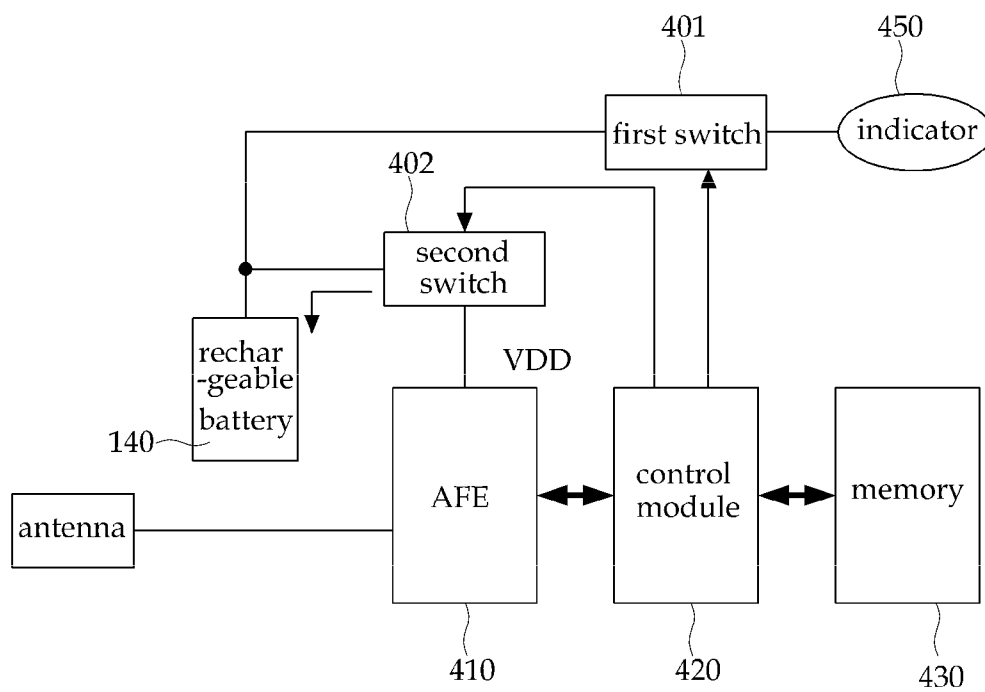 401
450
first switch
indicator
402
second
switch
VDD
rechar
-geable
battery
140
antenna
AFE
control
module
memory
410
420
430